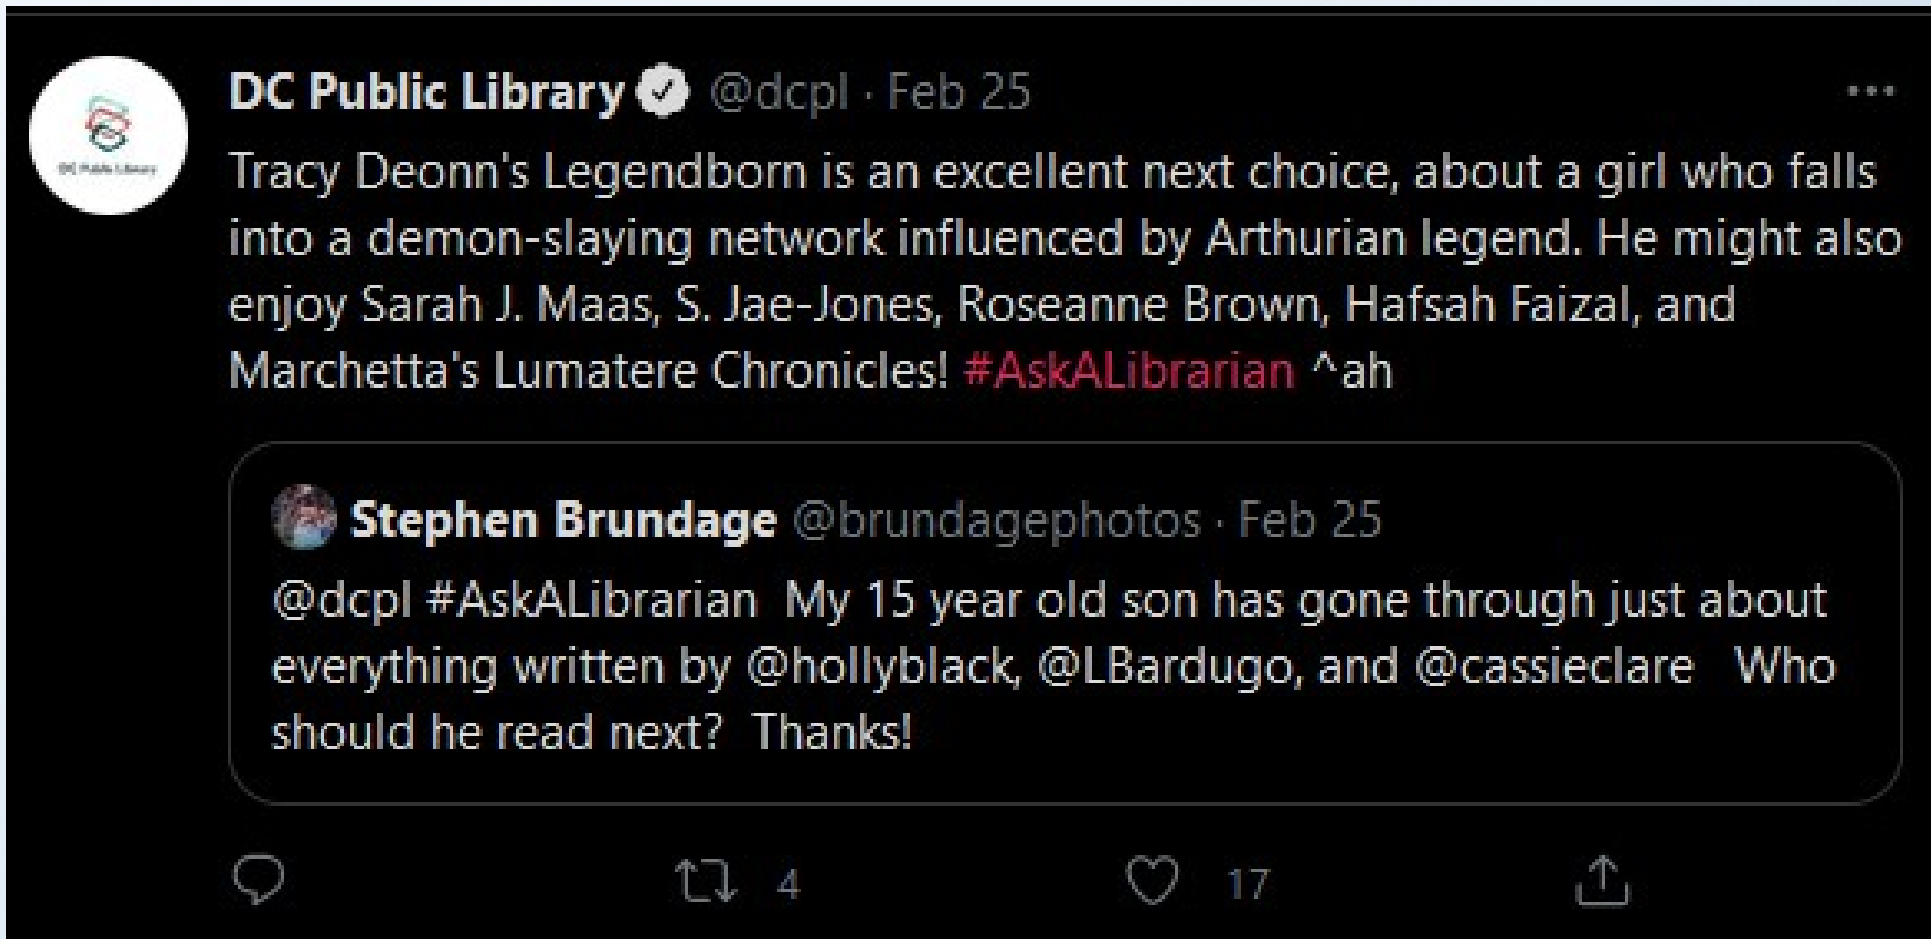 DC Public Library @dcpl · Feb 25
Tracy Deonn's Legendborn is an excellent next choice, about a girl who falls
into a demon-slaying network influenced by Arthurian legend. He might also
enjoy Sarah J. Maas, S. Jae-Jones, Roseanne Brown, Hafsah Faizal, and
Marchetta's Lumatere Chronicles! #AskALibrarian ^ah
DC Public Library
Stephen Brundage @brundagephotos · Feb 25
@dcpl #AskALibrarian My 15 year old son has gone through just about
everything written by @hollyblack, @LBardugo, and @cassieclare Who
should he read next? Thanks!
4 17